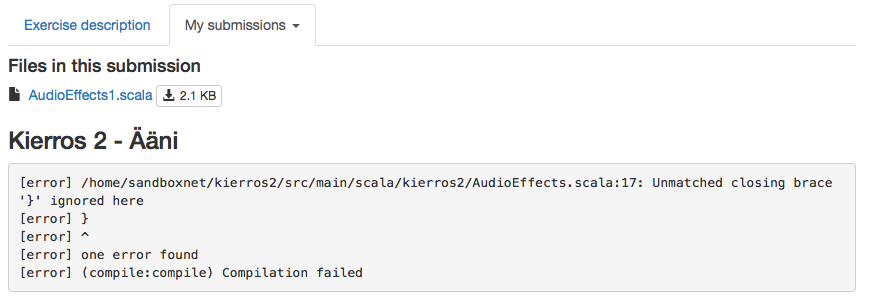 Exercise description My submissions
Files in this submission
AudioEffects1.scala 2.1 KB
Kierros 2 - Ääni
[error] /home/sandboxnet/kierros2/src/main/scala/kierros2/AudioEffects.scala:17: Unmatched closing brace
'}' ignored here
[error] }
[error] ^
[error] one error found
[error] (compile:compile) Compilation failed